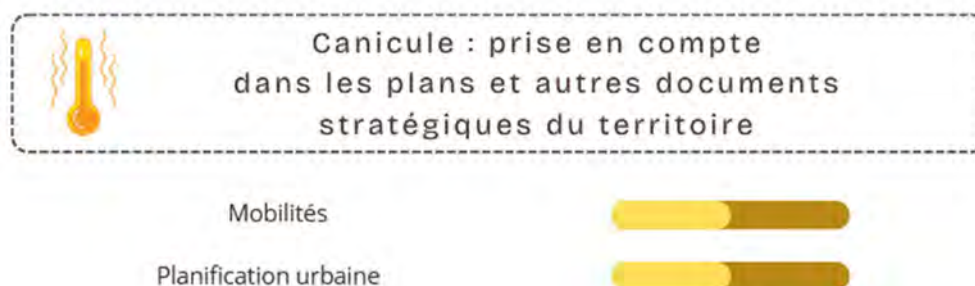 Canicule : prise en compte
dans les plans et autres documents
stratégiques du territoire
Mobilités
Planification urbaine